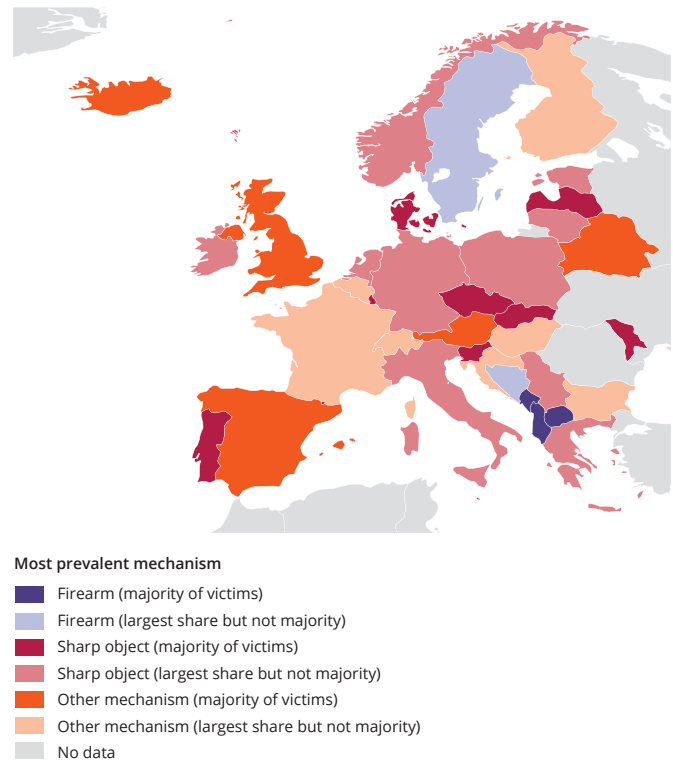 Most prevalent mechanism
Firearm (majority of victims)
Firearm (largest share but not majority)
Sharp object (majority of victims)
Sharp object (largest share but not majority)
Other mechanism (majority of victims)
Other mechanism (largest share but not majority)
No data